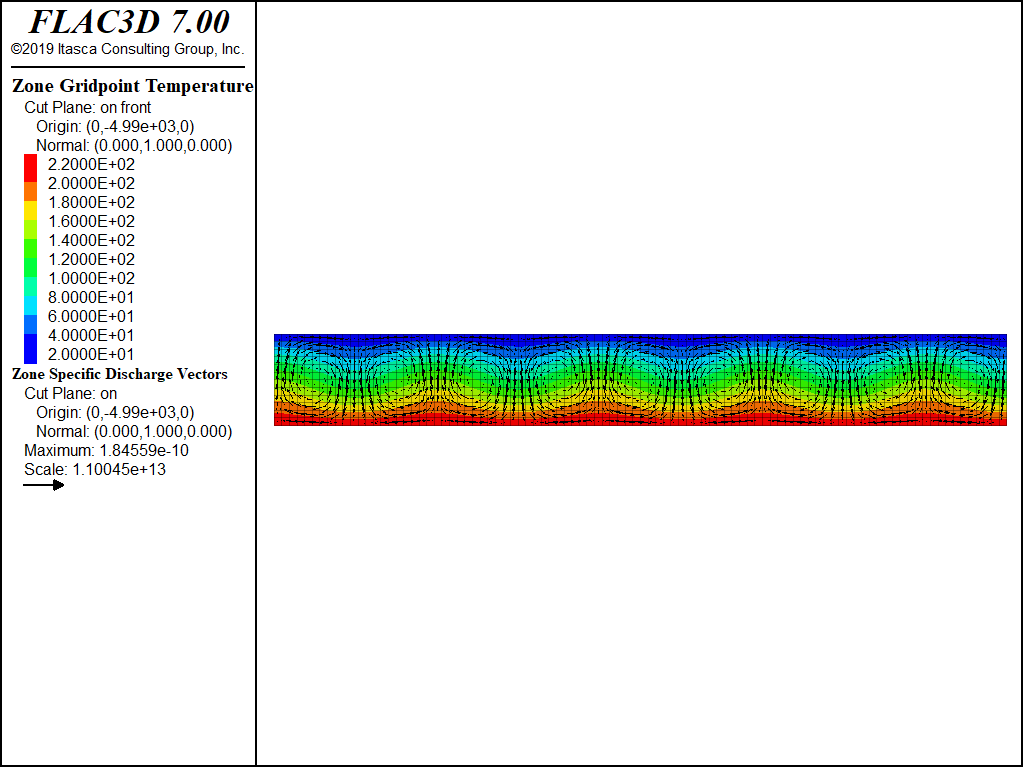 FLAC3D 7.00
©2019 Itasca Consulting Group, Inc.
Zone Gridpoint Temperature
Cut Plane: on front
Origin: (0,-4.99e+03,0)
Normal: (0.000,1.000,0.000)
2.2000E+02
2.0000E+02
1.8000E+02
1.6000E+02
1.4000E+02
1.2000E+02
1.0000E+02
8.0000E+01
6.0000E+01
4.0000E+01
2.0000E+01
Zone Specific Discharge Vectors
Cut Plane: on
Origin: (0,-4.99e+03,0)
Normal: (0.000,1.000,0.000)
Maximum: 1.84559e-10
Scale: 1.10045e+13